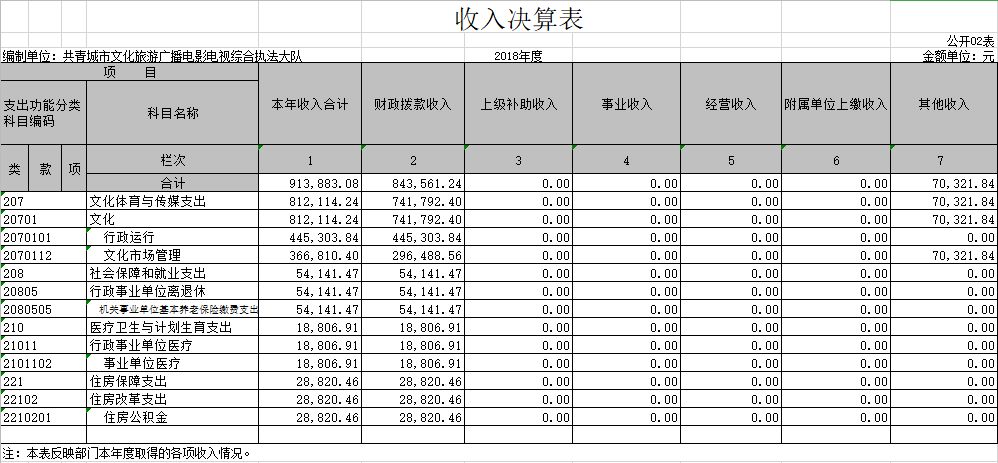 收入决算表
公开02表
编制单位：共青城市文化旅游广播电影电视综合执法大队 2018年度 金额单位：元
项 目 本年收入合计 财政拨款收入 上级补助收入 事业收入 经营收入 附属单位上缴收入 其他收入
支出功能分类科目编码 科目名称
类 款 项 栏次 1 2 3 4 5 6 7
合计 913,883.08 843,561.24 0.00 0.00 0.00 0.00 70,321.84
207 文化体育与传媒支出 812,114.24 741,792.40 0.00 0.00 0.00 0.00 70,321.84
20701 文化 812,114.24 741,792.40 0.00 0.00 0.00 0.00 70,321.84
2070101 行政运行 445,303.84 445,303.84 0.00 0.00 0.00 0.00 0.00
2070112 文化市场管理 366,810.40 296,488.56 0.00 0.00 0.00 0.00 70,321.84
208 社会保障和就业支出 54,141.47 54,141.47 0.00 0.00 0.00 0.00 0.00
20805 行政事业单位离退休 54,141.47 54,141.47 0.00 0.00 0.00 0.00 0.00
2080505 机关事业单位基本养老保险缴费支出 54,141.47 54,141.47 0.00 0.00 0.00 0.00 0.00
210 医疗卫生与计划生育支出 18,806.91 18,806.91 0.00 0.00 0.00 0.00 0.00
21011 行政事业单位医疗 18,806.91 18,806.91 0.00 0.00 0.00 0.00 0.00
2101102 事业单位医疗 18,806.91 18,806.91 0.00 0.00 0.00 0.00 0.00
221 住房保障支出 28,820.46 28,820.46 0.00 0.00 0.00 0.00 0.00
22102 住房改革支出 28,820.46 28,820.46 0.00 0.00 0.00 0.00 0.00
2210201 住房公积金 28,820.46 28,820.46 0.00 0.00 0.00 0.00 0.00
注：本表反映部门本年度取得的各项收入情况。